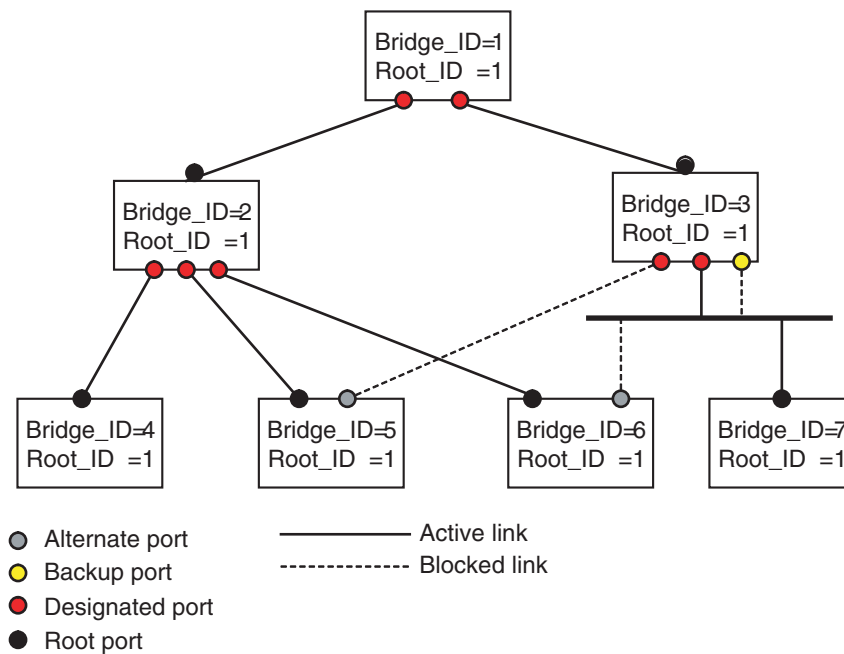 Bridge_ID=1
Root_ID =1
Bridge_ID=2
Root_ID =1
Bridge_ID=3
Root_ID =1
Bridge_ID=4
Root_ID =1
Bridge_ID=5
Root_ID =1
Bridge_ID=6
Root_ID =1
Bridge_ID=7
Root_ID =1
Alternate port
Backup port
Designated port
Root port
Active link
Blocked link